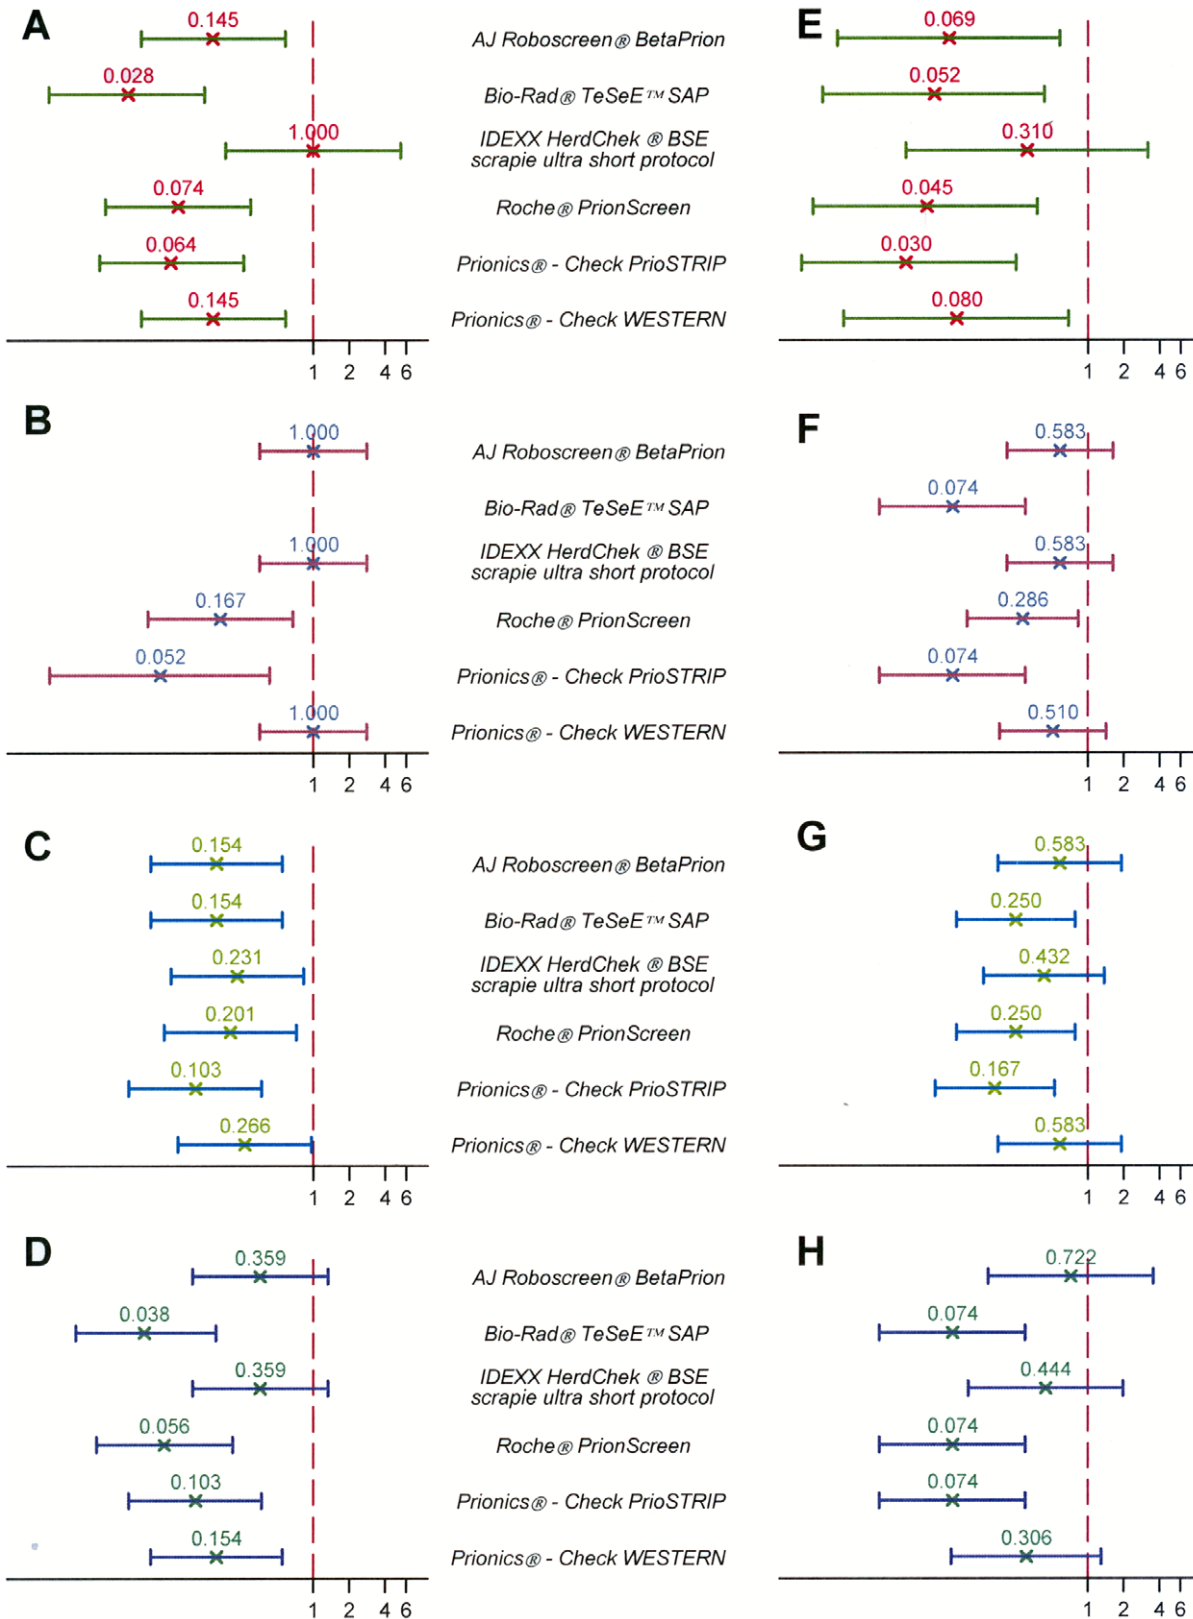 A
E
0.145
AJ Roboscreen® BetaPrion
0.069
0.028
Bio-Rad® TeSeE™ SAP
0.052
1.000
IDEXX HerdChek ® BSE
scrapie ultra short protocol
0.310
0.074
Roche® PrionScreen
0.045
0.064
Prionics® - Check PrioSTRIP
0.030
0.145
Prionics® - Check WESTERN
0.080
1 2 4 6
1 2 4 6
B
F
1.000
AJ Roboscreen® BetaPrion
0.583
Bio-Rad® TeSeE™ SAP
0.074
1.000
IDEXX HerdChek ® BSE
scrapie ultra short protocol
0.583
0.167
Roche® PrionScreen
0.286
0.052
Prionics® - Check PrioSTRIP
0.074
1.000
Prionics® - Check WESTERN
0.510
1 2 4 6
1 2 4 6
C
G
0.154
AJ Roboscreen® BetaPrion
0.583
0.154
Bio-Rad® TeSeE™ SAP
0.250
0.231
IDEXX HerdChek ® BSE
scrapie ultra short protocol
0.432
0.201
Roche® PrionScreen
0.250
0.103
Prionics® - Check PrioSTRIP
0.167
0.266
Prionics® - Check WESTERN
0.583
1 2 4 6
1 2 4 6
D
H
0.359
AJ Roboscreen® BetaPrion
0.722
0.038
Bio-Rad® TeSeE™ SAP
0.074
0.359
IDEXX HerdChek ® BSE
scrapie ultra short protocol
0.444
0.056
Roche® PrionScreen
0.074
0.103
Prionics® - Check PrioSTRIP
0.074
0.154
Prionics® - Check WESTERN
0.306
1 2 4 6
1 2 4 6